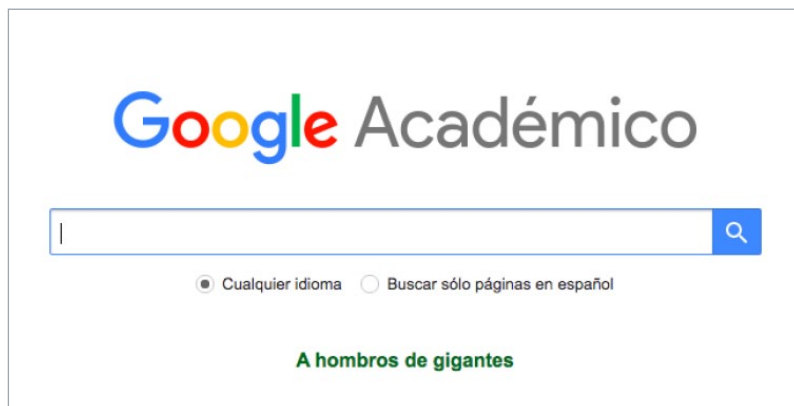 Google Académico
Cualquier idioma Buscar sólo páginas en español
A hombros de gigantes